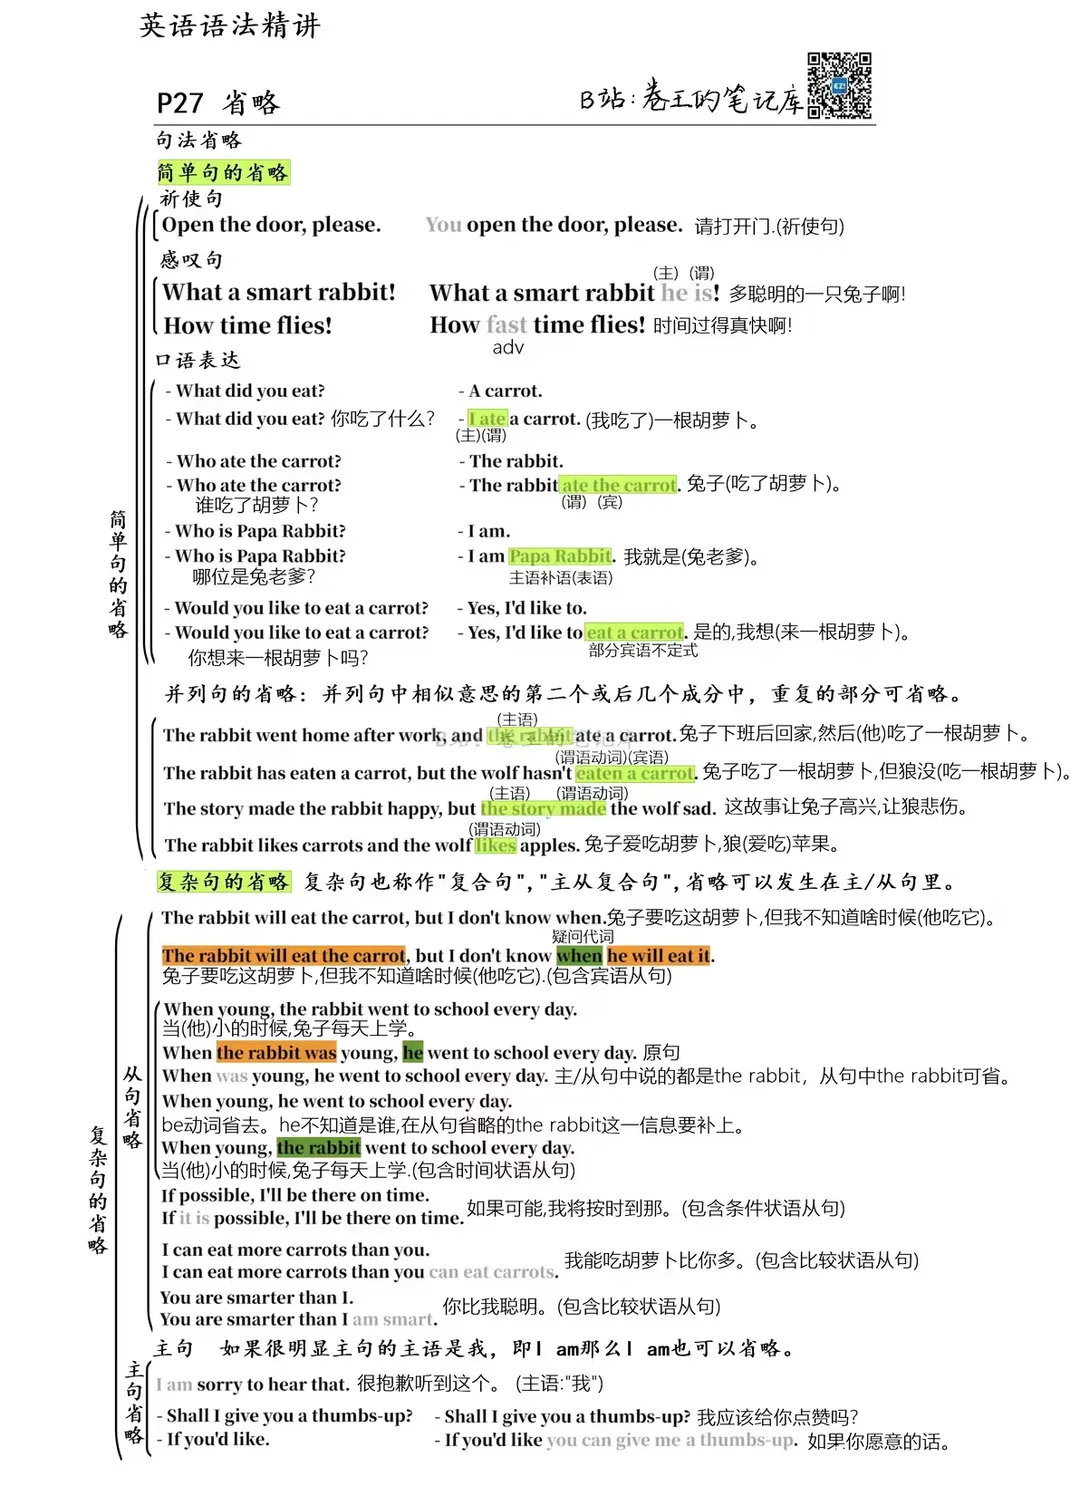 英语语法精讲
P27 省略
B站:卷王的笔记库
句法省略
简单句的省略
祈使句
Open the door, please. You open the door, please. 请打开门.(祈使句)
感叹句
(主) (谓)
What a smart rabbit! What a smart rabbit he is! 多聪明的一只兔子啊!
How time flies! How fast time flies! 时间过得真快啊!
adv
口语表达
- What did you eat? - A carrot.
- What did you eat? 你吃了什么? - I ate a carrot. (我吃了)一根胡萝卜。
(主)(谓)
- Who ate the carrot? - The rabbit.
- Who ate the carrot? - The rabbit ate the carrot. 兔子(吃了胡萝卜)。
谁吃了胡萝卜? (谓) (宾)
- Who is Papa Rabbit? - I am.
- Who is Papa Rabbit? - I am Papa Rabbit. 我就是(兔老爹)。
哪位是兔老爹? 主语补语(表语)
- Would you like to eat a carrot? - Yes, I'd like to.
- Would you like to eat a carrot? - Yes, I'd like to eat a carrot. 是的,我想(来一根胡萝卜)。
你想来一根胡萝卜吗? 部分宾语不定式
简单句的省略
并列句的省略: 并列句中相似意思的第二个或后几个成分中, 重复的部分可省略。
(主语)
The rabbit went home after work, and the rabbit ate a carrot. 兔子下班后回家,然后(他)吃了一根胡萝卜。
B站: 卷王的笔记库
(谓语动词)(宾语)
The rabbit has eaten a carrot, but the wolf hasn't eaten a carrot. 兔子吃了一根胡萝卜,但狼没(吃一根胡萝卜)。
(主语) (谓语动词)
The story made the rabbit happy, but the story made the wolf sad. 这故事让兔子高兴,让狼悲伤。
(谓语动词)
The rabbit likes carrots and the wolf likes apples. 兔子爱吃胡萝卜,狼(爱吃)苹果。
复杂句的省略 复杂句也称作"复合句","主从复合句",省略可以发生在主/从句里。
The rabbit will eat the carrot, but I don't know when.兔子要吃这胡萝卜,但我不知道啥时候(他吃它)。
疑问代词
The rabbit will eat the carrot, but I don't know when he will eat it.
兔子要吃这胡萝卜,但我不知道啥时候(他吃它).(包含宾语从句)
When young, the rabbit went to school every day.
当(他)小的时候,兔子每天上学。
When the rabbit was young, he went to school every day. 原句
When was young, he went to school every day. 主/从句中说的都是the rabbit, 从句中the rabbit可省。
When young, he went to school every day.
be动词省去。he不知道是谁,在从句省略的the rabbit这一信息要补上。
When young, the rabbit went to school every day.
当(他)小的时候,兔子每天上学.(包含时间状语从句)
从句省略
复杂句的省略
If possible, I'll be there on time.
If it is possible, I'll be there on time. 如果可能,我将按时到那。(包含条件状语从句)
I can eat more carrots than you.
I can eat more carrots than you can eat carrots. 我能吃胡萝卜比你多。(包含比较状语从句)
You are smarter than I.
You are smarter than I am smart. 你比我聪明。(包含比较状语从句)
主句 如果很明显主句的主语是我, 即I am那么I am也可以省略。
主句省略
I am sorry to hear that. 很抱歉听到这个。 (主语:"我")
- Shall I give you a thumbs-up? - Shall I give you a thumbs-up? 我应该给你点赞吗?
- If you'd like. - If you'd like you can give me a thumbs-up. 如果你愿意的话。